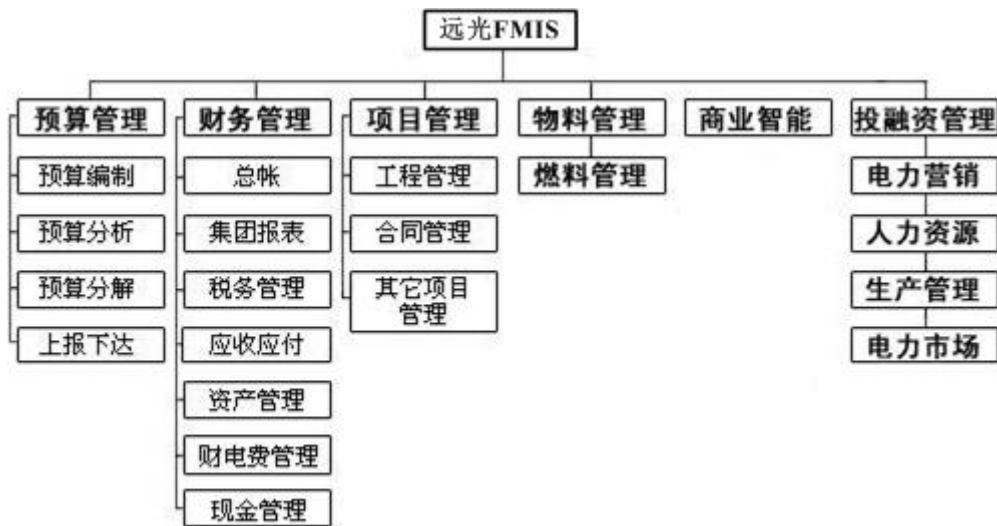 远光FMIS
预算管理
预算编制
预算分析
预算分解
上报下达
财务管理
总帐
集团报表
税务管理
应收应付
资产管理
财电费管理
现金管理
项目管理
工程管理
合同管理
其它项目
管理
物料管理
燃料管理
商业智能
投融资管理
电力营销
人力资源
生产管理
电力市场